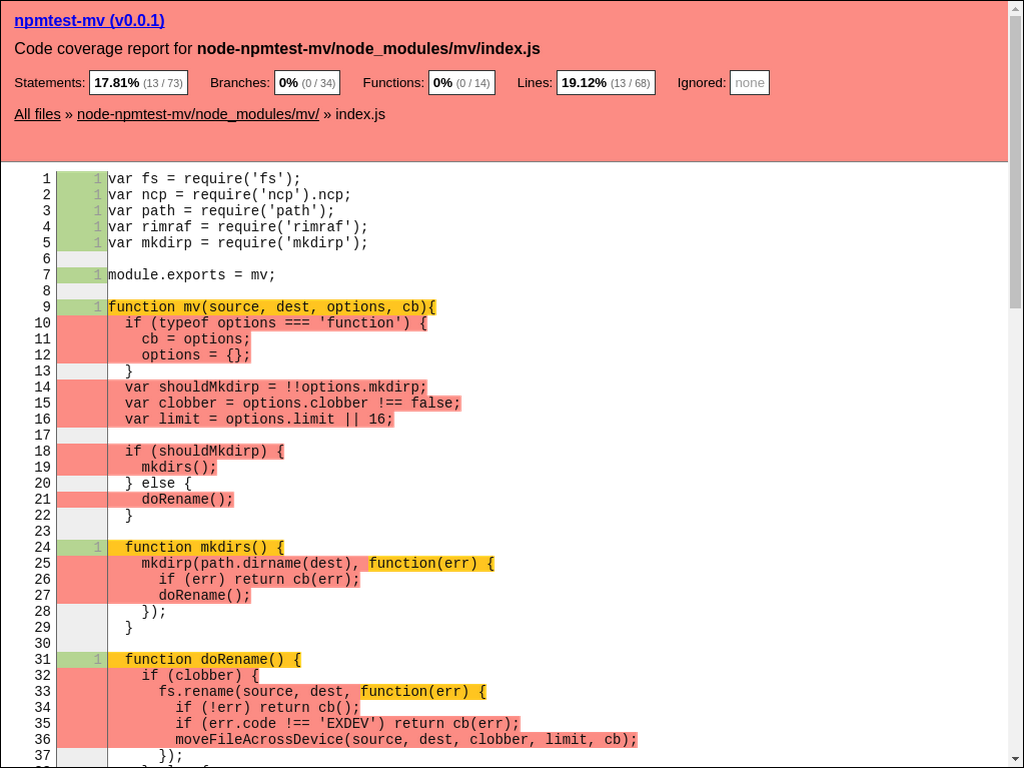 npmtest-mv (v0.0.1)
Code coverage report for node-npmtest-mv/node_modules/mv/index.js
Statements: 17.81% (13 / 73) Branches: 0% (0 / 34) Functions: 0% (0 / 14) Lines: 19.12% (13 / 68) Ignored: none
All files » node-npmtest-mv/node_modules/mv/ » index.js
1 1 var fs = require('fs');
2 1 var ncp = require('ncp').ncp;
3 1 var path = require('path');
4 1 var rimraf = require('rimraf');
5 1 var mkdirp = require('mkdirp');
6
7 1 module.exports = mv;
8
9 1 function mv(source, dest, options, cb){
10   if (typeof options === 'function') {
11     cb = options;
12     options = {};
13   }
14   var shouldMkdirp = !!options.mkdirp;
15   var clobber = options.clobber !== false;
16   var limit = options.limit || 16;
17
18   if (shouldMkdirp) {
19     mkdirs();
20   } else {
21     doRename();
22   }
23
24 1   function mkdirs() {
25     mkdirp(path.dirname(dest), function(err) {
26       if (err) return cb(err);
27       doRename();
28     });
29   }
30
31 1   function doRename() {
32     if (clobber) {
33       fs.rename(source, dest, function(err) {
34         if (!err) return cb();
35         if (err.code !== 'EXDEV') return cb(err);
36         moveFileAcrossDevice(source, dest, clobber, limit, cb);
37       });